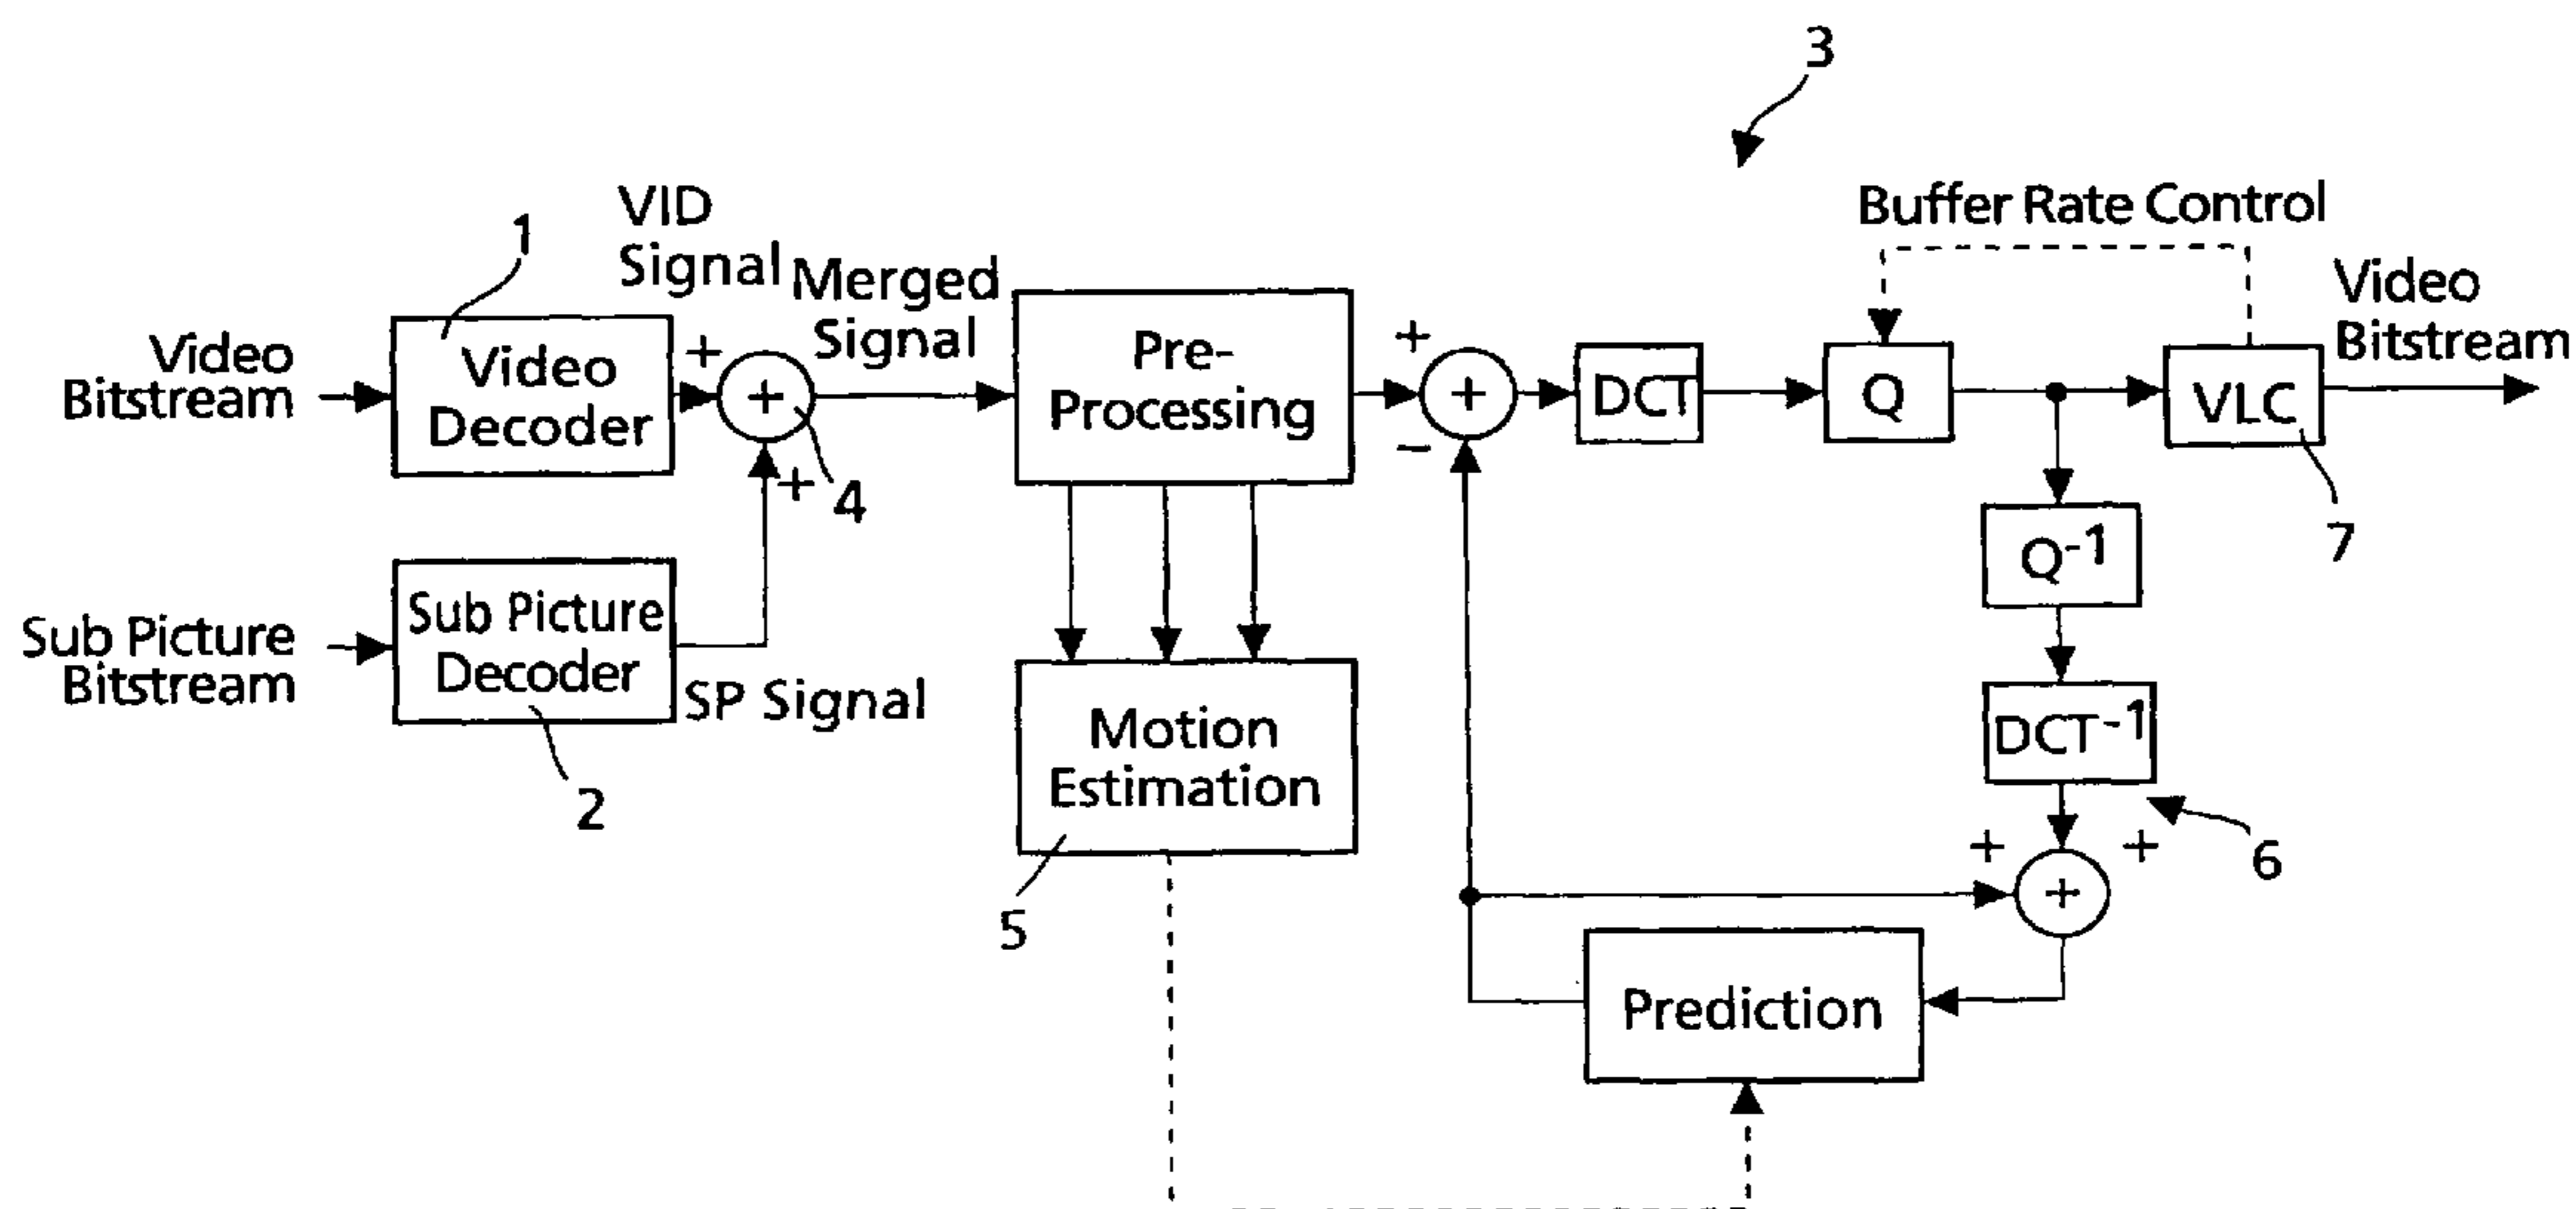 3
VID
Signal
1
Buffer Rate Control
Merged
Signal
Video
Bitstream
Video
Bitstream
Video
Decoder
+
+
4
+
Pre-
Processing
+
+
−
DCT
Q
VLC
7
Q-1
Sub Picture
Bitstream
Sub Picture
Decoder
SP Signal
2
Motion
Estimation
5
DCT-1
6
+
+
+
Prediction